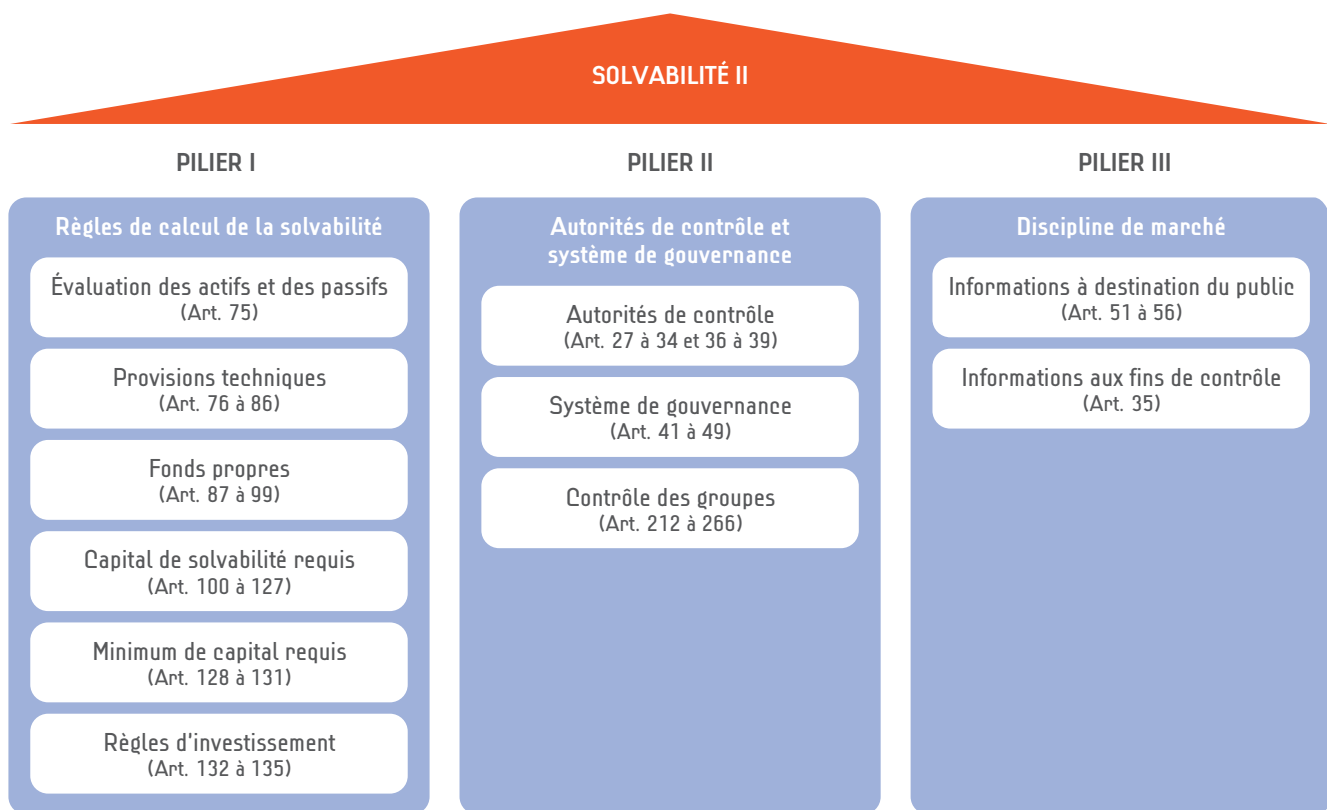 SOLVABILITÉ II
PILIER I
Règles de calcul de la solvabilité
Évaluation des actifs et des passifs
(Art. 75)
Provisions techniques
(Art. 76 à 86)
Fonds propres
(Art. 87 à 99)
Capital de solvabilité requis
(Art. 100 à 127)
Minimum de capital requis
(Art. 128 à 131)
Règles d'investissement
(Art. 132 à 135)
PILIER II
Autorités de contrôle et
système de gouvernance
Autorités de contrôle
(Art. 27 à 34 et 36 à 39)
Système de gouvernance
(Art. 41 à 49)
Contrôle des groupes
(Art. 212 à 266)
PILIER III
Discipline de marché
Informations à destination du public
(Art. 51 à 56)
Informations aux fins de contrôle
(Art. 35)